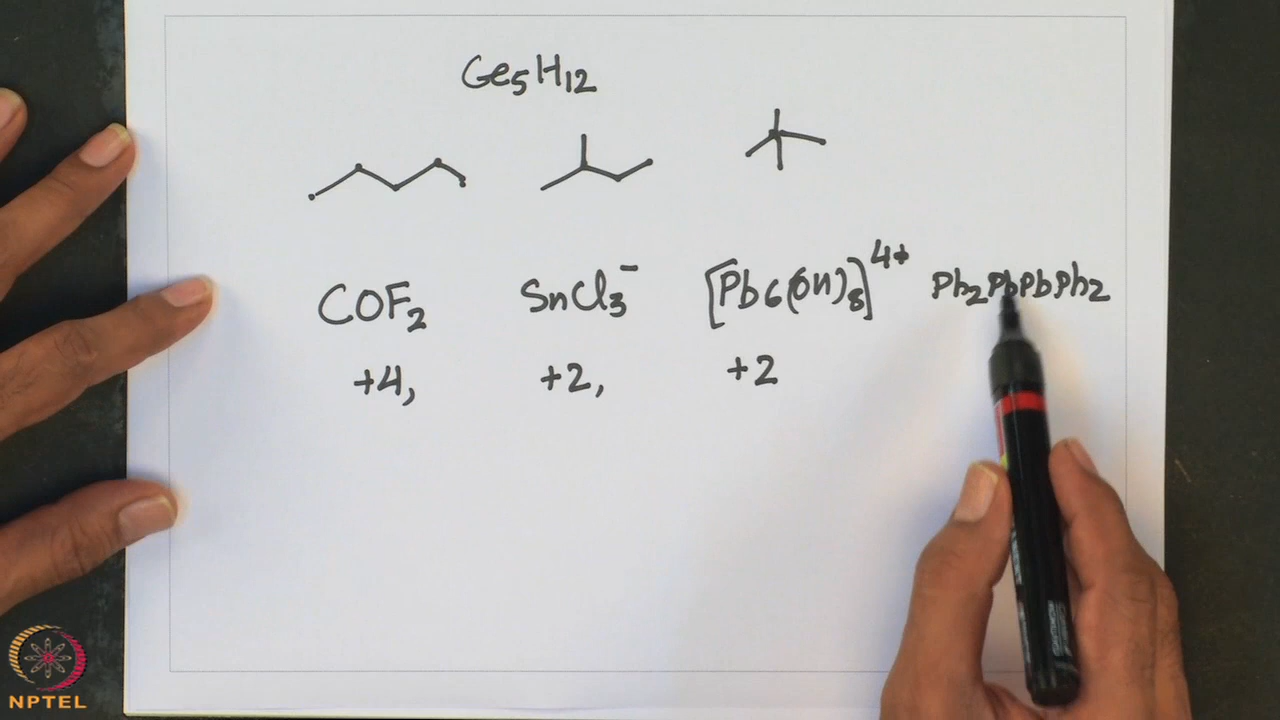 Ge5H12
COF2 SnCl3⁻ [Pb6(OH)8]⁴⁺ Ph2PbPbPh2
+4, +2, +2
NPTEL